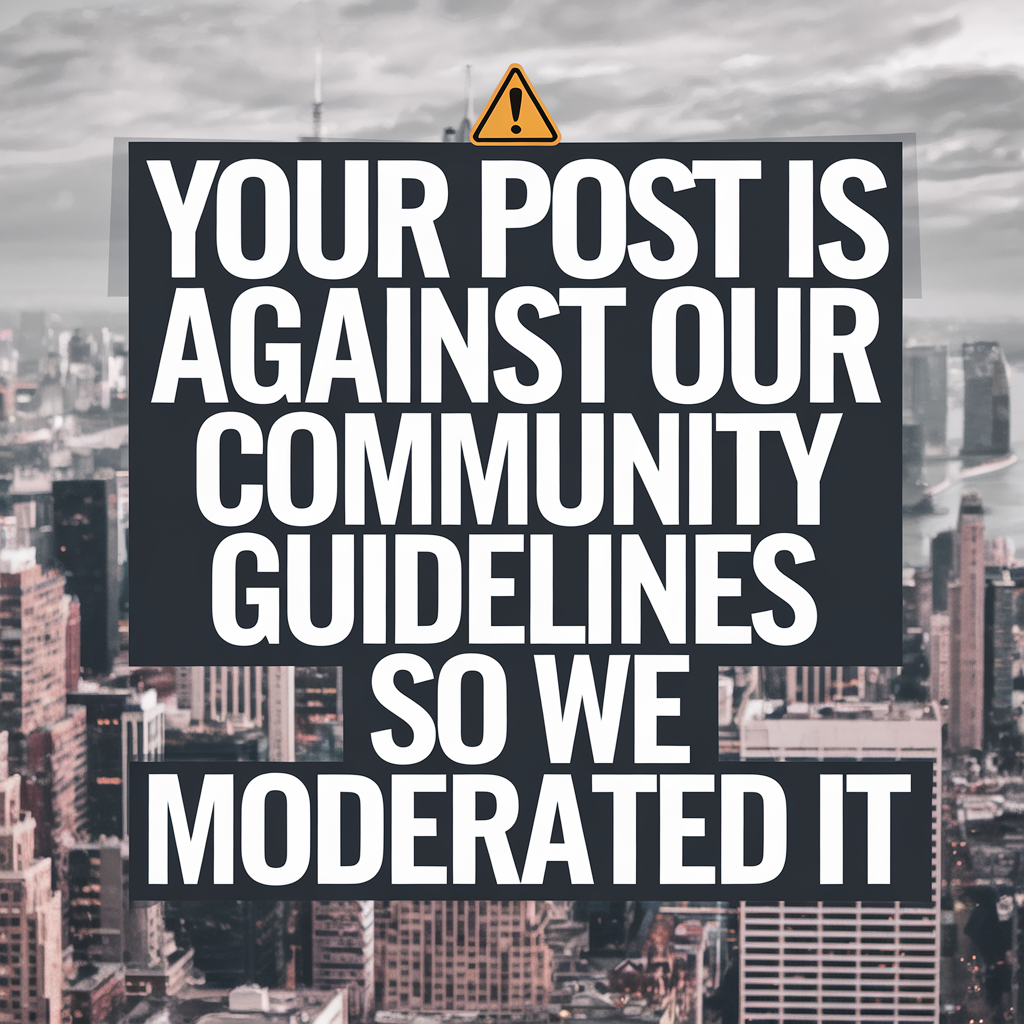 YOUR POST IS
AGAINST OUR
COMMUNITY
GUIDELINES
SO WE
MODERATED IT